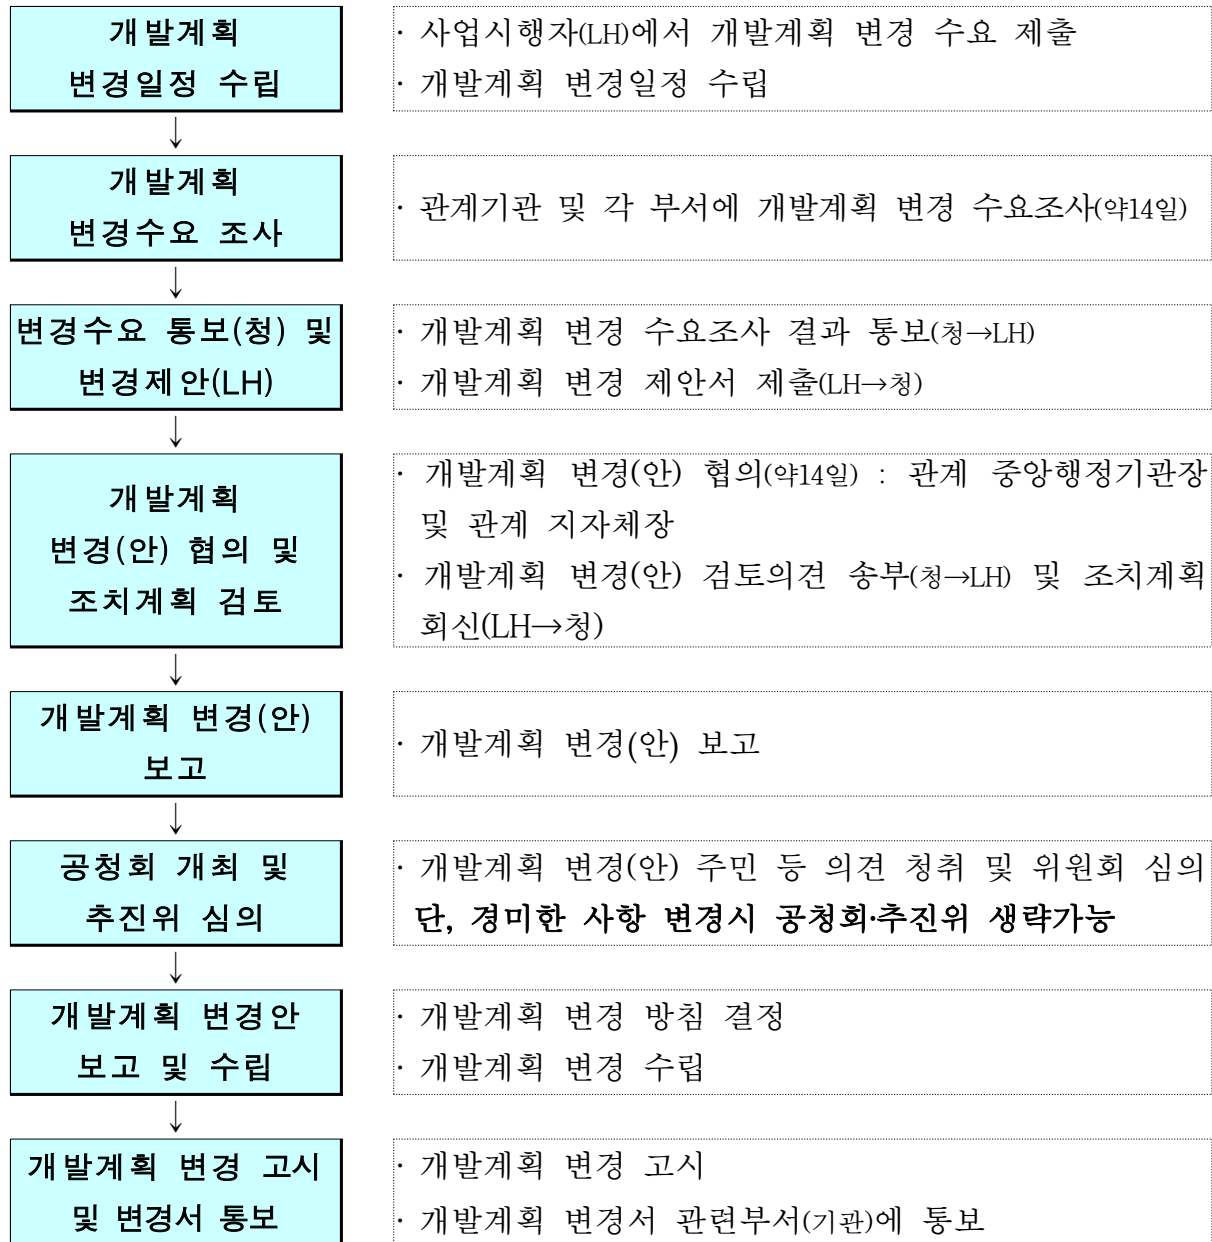 개발계획
변경일정 수립
· 사업시행자(LH)에서 개발계획 변경 수요 제출
· 개발계획 변경일정 수립
↓
개발계획
변경수요 조사
· 관계기관 및 각 부서에 개발계획 변경 수요조사(약14일)
↓
변경수요 통보(청) 및
변경제안(LH)
· 개발계획 변경 수요조사 결과 통보(청→LH)
· 개발계획 변경 제안서 제출(LH→청)
↓
개발계획
변경(안) 협의 및
조치계획 검토
· 개발계획 변경(안) 협의(약14일) : 관계 중앙행정기관장
및 관계 지자체장
· 개발계획 변경(안) 검토의견 송부(청→LH) 및 조치계획
회신(LH→청)
↓
개발계획 변경(안)
보고
· 개발계획 변경(안) 보고
↓
공청회 개최 및
추진위 심의
· 개발계획 변경(안) 주민 등 의견 청취 및 위원회 심의
단, 경미한 사항 변경시 공청회·추진위 생략가능
↓
개발계획 변경안
보고 및 수립
· 개발계획 변경 방침 결정
· 개발계획 변경 수립
↓
개발계획 변경 고시
및 변경서 통보
· 개발계획 변경 고시
· 개발계획 변경서 관련부서(기관)에 통보